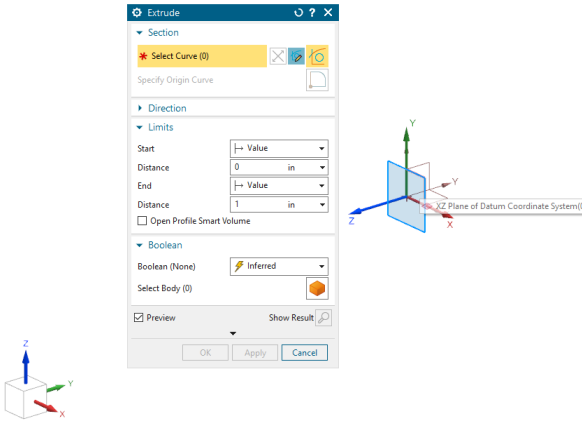 Extrude
?
Section
* Select Curve (0)
Specify Origin Curve
Direction
Limits
Start
Value
Distance
0 in
End
Value
Distance
1 in
Open Profile Smart Volume
Boolean
Boolean (None)
Inferred
Select Body (0)
Preview
Show Result
OK
Apply
Cancel
Y
Y
XZ Plane of Datum Coordinate System(
Z
X
Z
Y
X